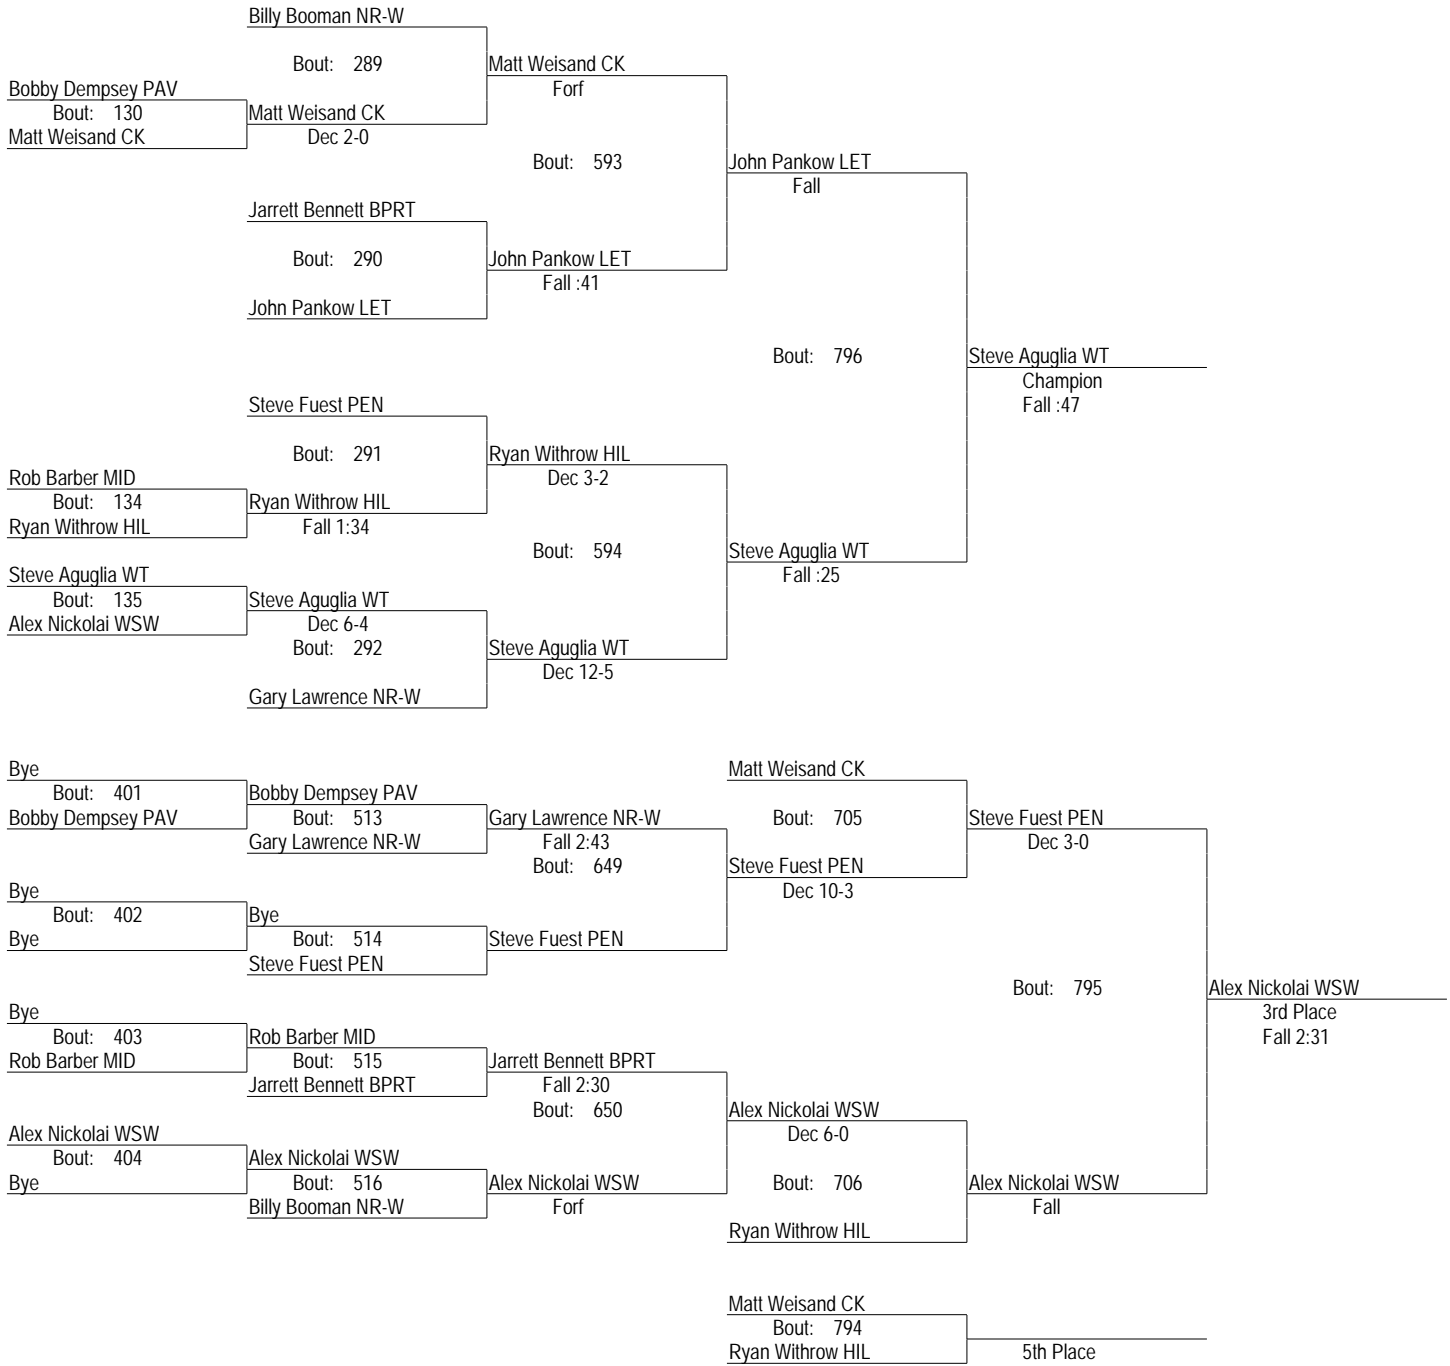 Billy Booman NR-W
Bout: 289
Matt Weisand CK
Forf
Bobby Dempsey PAV
Bout: 130
Matt Weisand CK
Matt Weisand CK
Dec 2-0
Bout: 593
John Pankow LET
Fall
Jarrett Bennett BPRT
Bout: 290
John Pankow LET
Fall :41
John Pankow LET
Bout: 796
Steve Aguglia WT
Champion
Fall :47
Steve Fuest PEN
Bout: 291
Ryan Withrow HIL
Dec 3-2
Rob Barber MID
Bout: 134
Ryan Withrow HIL
Ryan Withrow HIL
Fall 1:34
Bout: 594
Steve Aguglia WT
Fall :25
Steve Aguglia WT
Bout: 135
Alex Nickolai WSW
Steve Aguglia WT
Dec 6-4
Bout: 292
Steve Aguglia WT
Dec 12-5
Gary Lawrence NR-W
Bye
Bout: 401
Bobby Dempsey PAV
Bobby Dempsey PAV
Bout: 513
Gary Lawrence NR-W
Gary Lawrence NR-W
Fall 2:43
Bout: 649
Matt Weisand CK
Bout: 705
Steve Fuest PEN
Dec 10-3
Steve Fuest PEN
Dec 3-0
Bye
Bout: 402
Bye
Bye
Bout: 514
Steve Fuest PEN
Steve Fuest PEN
Bout: 795
Alex Nickolai WSW
3rd Place
Fall 2:31
Bye
Bout: 403
Rob Barber MID
Rob Barber MID
Bout: 515
Jarrett Bennett BPRT
Jarrett Bennett BPRT
Fall 2:30
Bout: 650
Alex Nickolai WSW
Dec 6-0
Alex Nickolai WSW
Bout: 404
Bye
Alex Nickolai WSW
Bout: 516
Billy Booman NR-W
Alex Nickolai WSW
Forf
Bout: 706
Ryan Withrow HIL
Alex Nickolai WSW
Fall
Matt Weisand CK
Bout: 794
Ryan Withrow HIL
5th Place